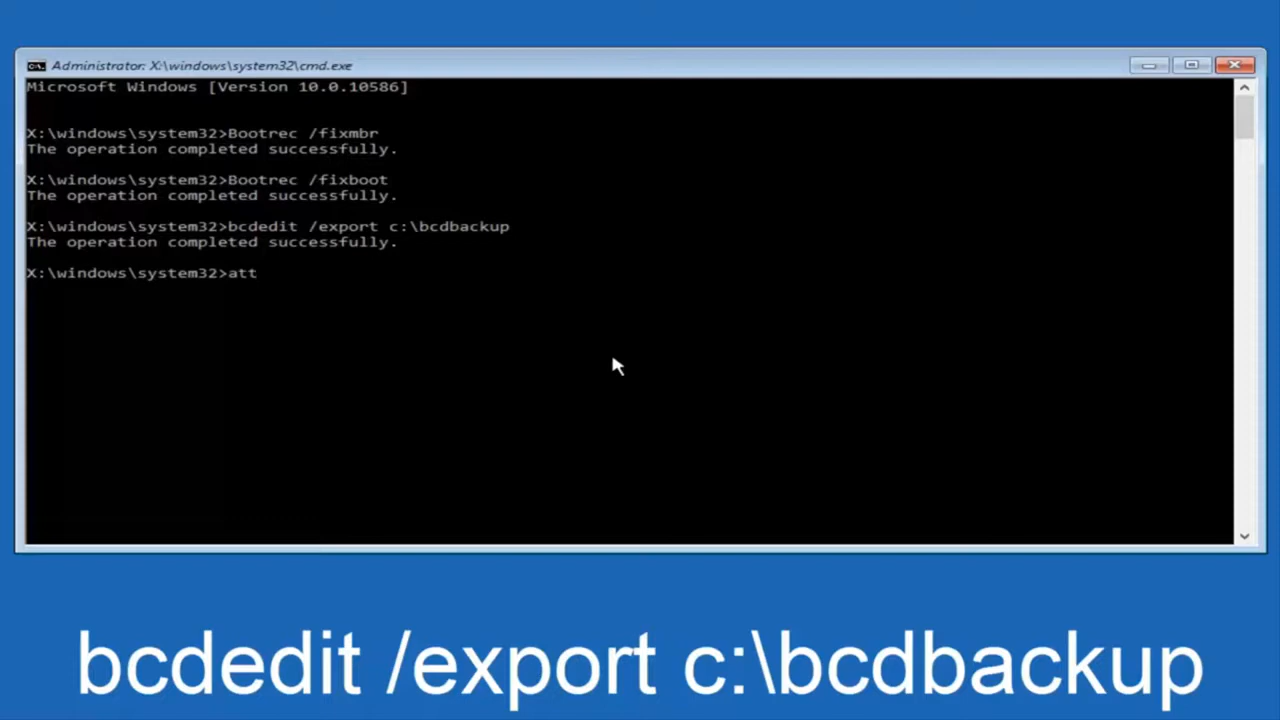 Administrator: X:\windows\system32\cmd.exe
Microsoft Windows [Version 10.0.10586]
X:\windows\system32>Bootrec /fixmbr
The operation completed successfully.
X:\windows\system32>Bootrec /fixboot
The operation completed successfully.
X:\windows\system32>bcdedit /export c:\bcdbackup
The operation completed successfully.
X:\windows\system32>att
bcdedit /export c:\bcdbackup